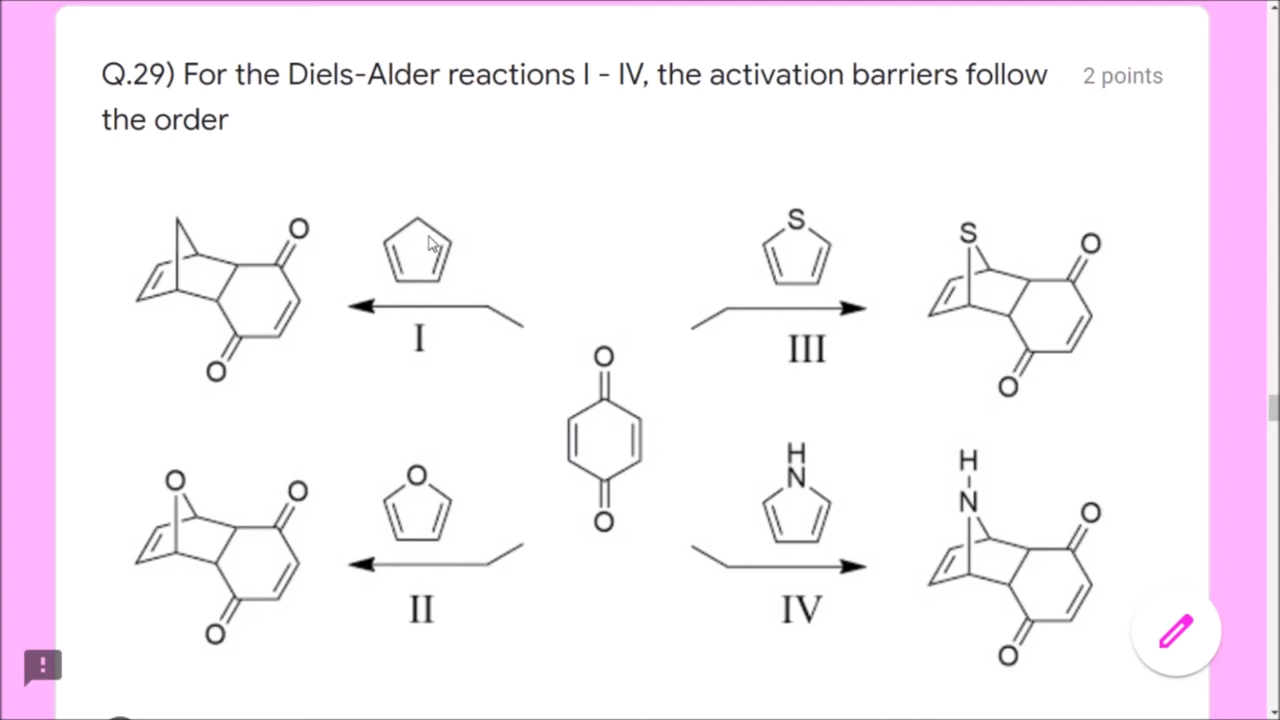 Q.29) For the Diels-Alder reactions I - IV, the activation barriers follow
2 points
the order
O
S
S
O
I
III
O
O
O
H
N
H
N
O
O
O
O
O
II
IV
O
O
O
!